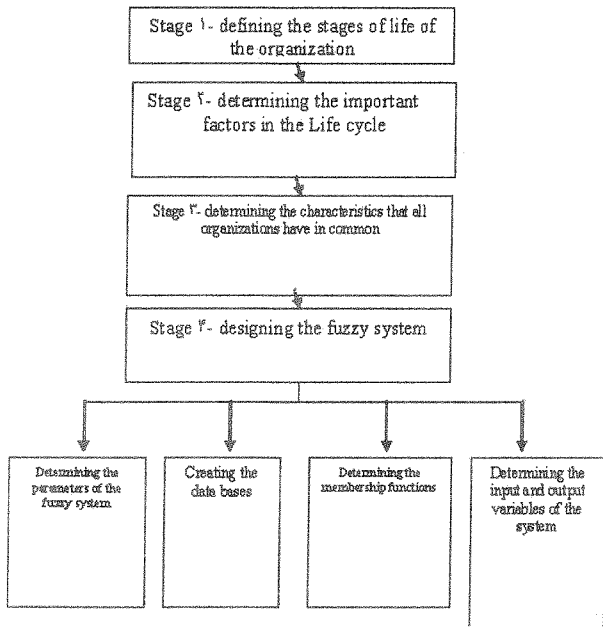 Stage ۱- defining the stages of life of
the organization
Stage ۲- determining the important
factors in the Life cycle
Stage ۳- determining the characteristics that all
organizations have in common
Stage ۴- designing the fuzzy system
Determining the
parameters of the
fuzzy system
Creating the
data bases
Determining the
membership functions
Determining the
input and output
variables of the
system